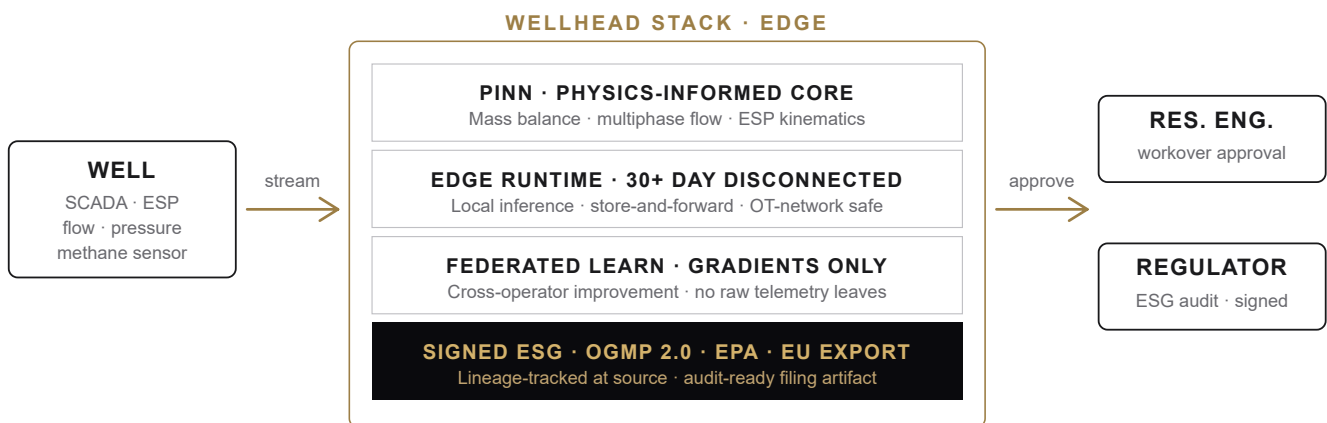 WELLHEAD STACK · EDGE
WELL
SCADA · ESP
flow · pressure
methane sensor
stream
PINN · PHYSICS-INFORMED CORE
Mass balance · multiphase flow · ESP kinematics
EDGE RUNTIME · 30+ DAY DISCONNECTED
Local inference · store-and-forward · OT-network safe
FEDERATED LEARN · GRADIENTS ONLY
Cross-operator improvement · no raw telemetry leaves
SIGNED ESG · OGMP 2.0 · EPA · EU EXPORT
Lineage-tracked at source · audit-ready filing artifact
approve
RES. ENG.
workover approval
REGULATOR
ESG audit · signed